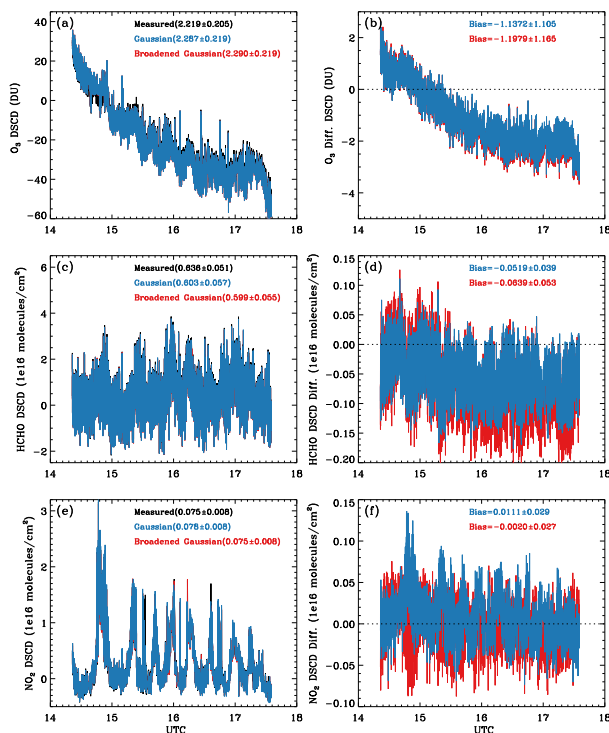 (a)
Measured(2.219±0.205)
Gaussian(2.287±0.219)
Broadened Gaussian(2.290±0.219)
O₃ DSCD (DU)
40
20
0
-20
-40
-60
14 15 16 17 18
(b)
Bias=-1.1372±1.105
Bias=-1.1979±1.165
O₃ Diff. DSCD (DU)
2
0
-2
-4
14 15 16 17 18
(c)
Measured(0.636±0.051)
Gaussian(0.603±0.057)
Broadened Gaussian(0.599±0.055)
HCHO DSCD (1e16 molecules/cm²)
6
4
2
0
-2
14 15 16 17 18
(d)
Bias=-0.0519±0.039
Bias=-0.0639±0.053
HCHO DSCD Diff. (1e16 molecules/cm²)
0.15
0.10
0.05
0.00
-0.05
-0.10
-0.15
-0.20
14 15 16 17 18
(e)
Measured(0.075±0.008)
Gaussian(0.076±0.008)
Broadened Gaussian(0.075±0.008)
NO₂ DSCD (1e16 molecules/cm²)
3
2
1
0
14 15 16 17 18
UTC
(f)
Bias=0.0111±0.029
Bias=-0.0020±0.027
NO₂ DSCD Diff. (1e16 molecules/cm²)
0.15
0.10
0.05
0.00
-0.05
-0.10
14 15 16 17 18
UTC